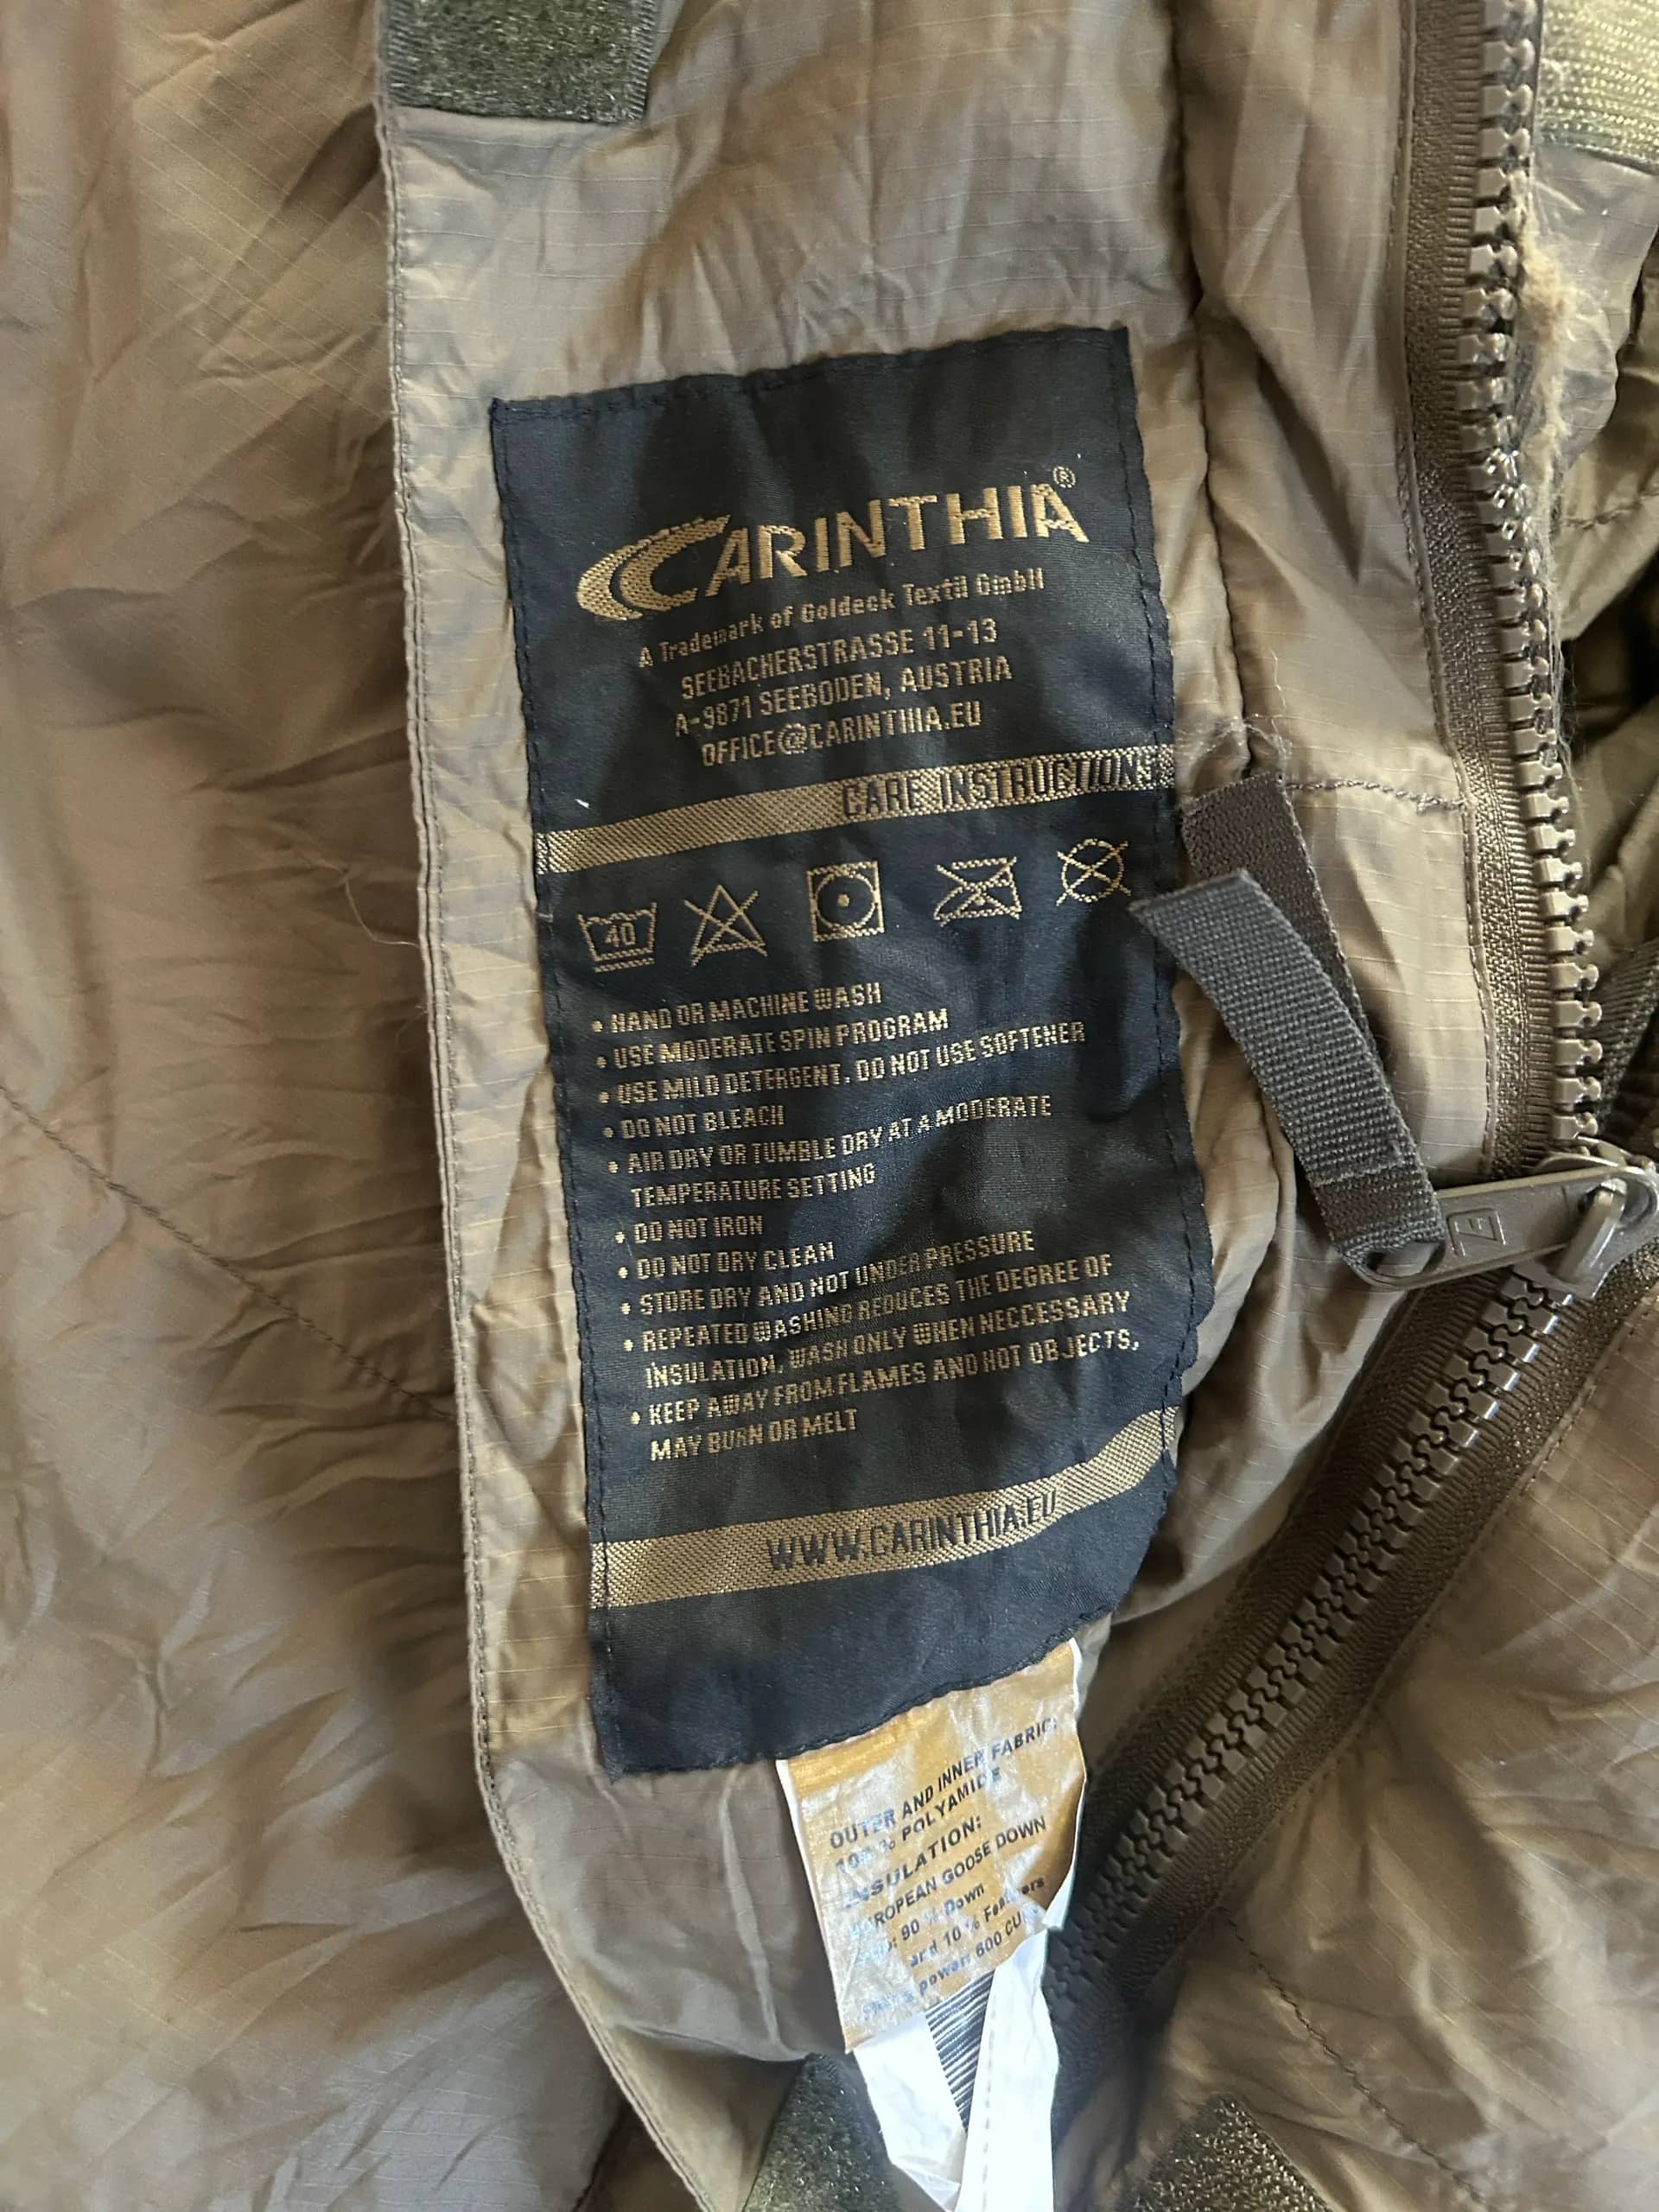 CARINTHIA®
A Trademark of Goldeck Textil GmbH
SEEBACHERSTRASSE 11-13
A-9871 SEEBODEN, AUSTRIA
OFFICE@CARINTHIA.EU
CARE INSTRUCTIONS
40
• HAND OR MACHINE WASH
• USE MODERATE SPIN PROGRAM
• USE MILD DETERGENT. DO NOT USE SOFTENER
• DO NOT BLEACH
• AIR DRY OR TUMBLE DRY AT A MODERATE
TEMPERATURE SETTING
• DO NOT IRON
• DO NOT DRY CLEAN
• STORE DRY AND NOT UNDER PRESSURE
• REPEATED WASHING REDUCES THE DEGREE OF
INSULATION. WASH ONLY WHEN NECCESSARY
• KEEP AWAY FROM FLAMES AND HOT OBJECTS,
MAY BURN OR MELT
WWW.CARINTHIA.EU
OUTER AND INNER FABRIC:
100 % POLYAMIDE
INSULATION:
EUROPEAN GOOSE DOWN
90 % Down
and 10 % Feathers
power: 600 CUIN